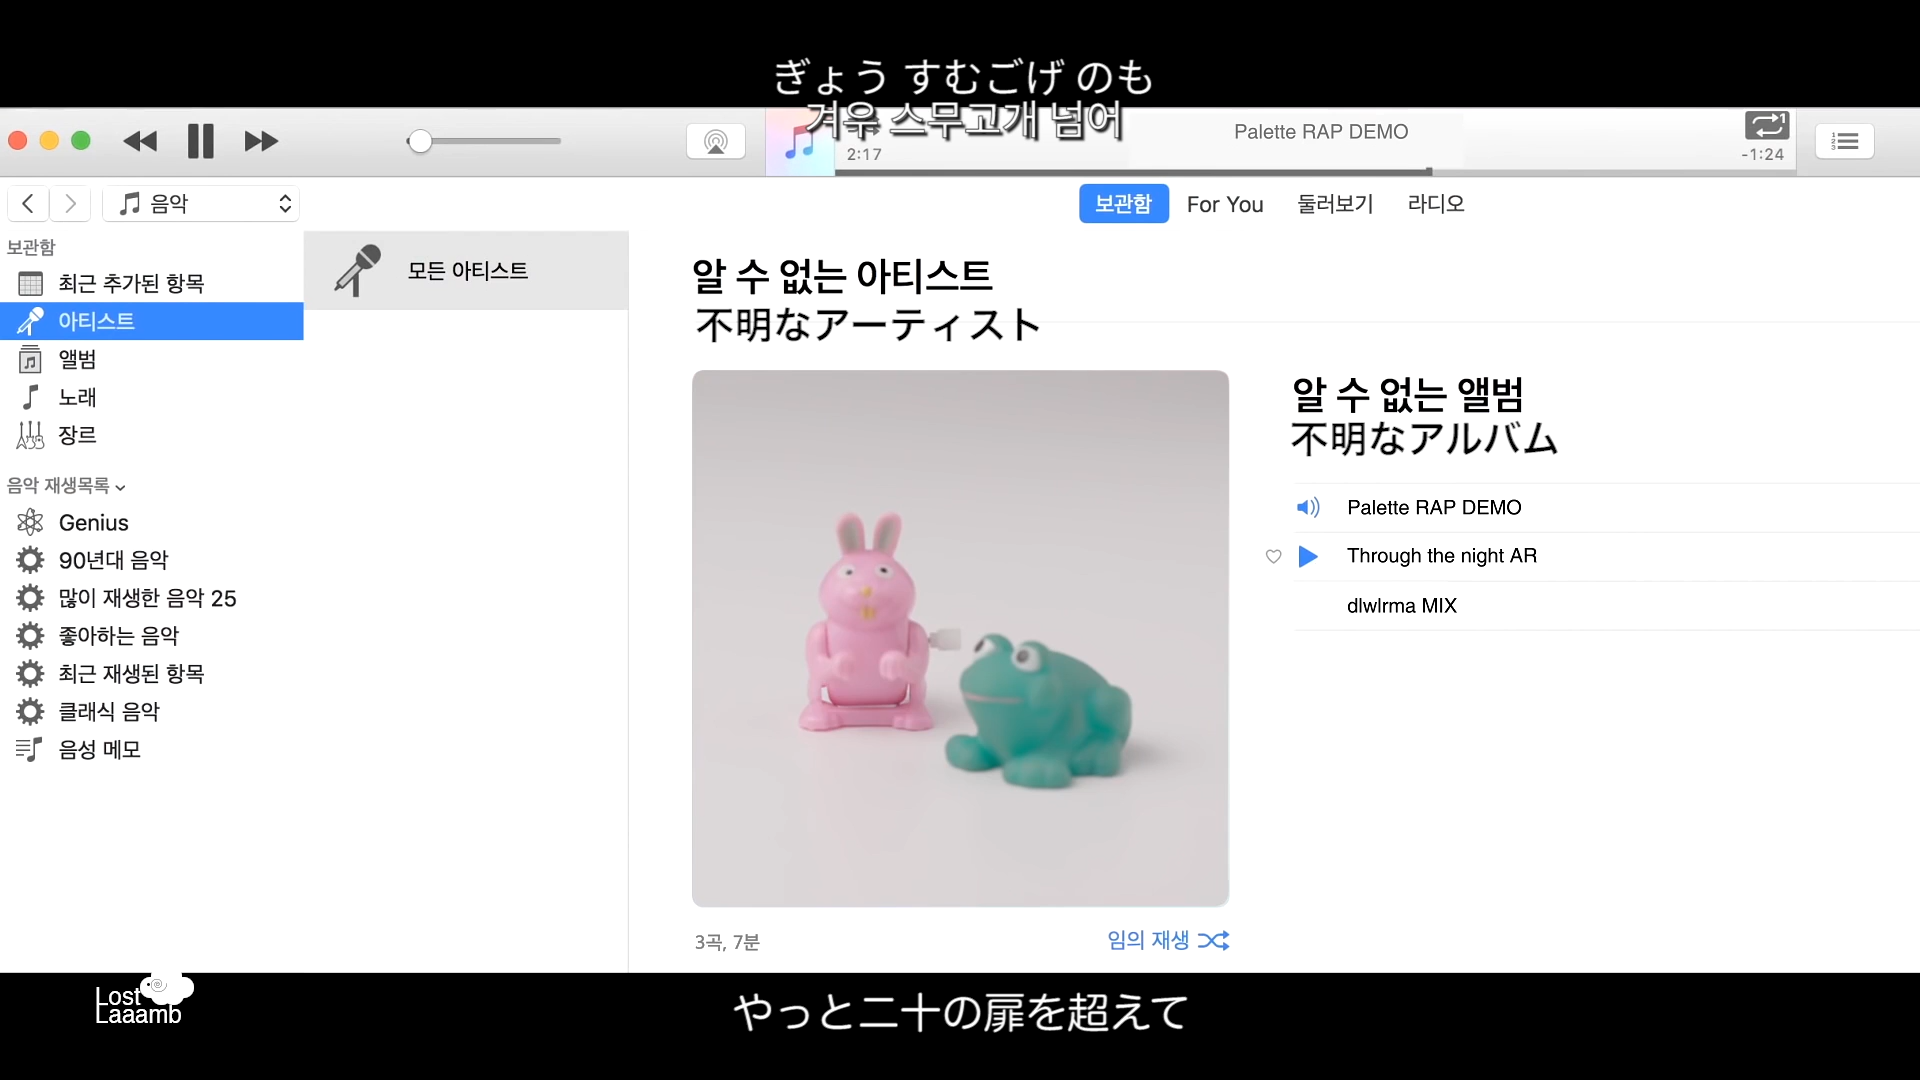 ぎょう すむごげ のも
겨우 스무고개 넘어
Palette RAP DEMO
2:17
-1:24
음악
보관함
For You
둘러보기
라디오
보관함
최근 추가된 항목
아티스트
앨범
노래
장르
음악 재생목록
Genius
90년대 음악
많이 재생한 음악 25
좋아하는 음악
최근 재생된 항목
클래식 음악
음성 메모
모든 아티스트
알 수 없는 아티스트
不明なアーティスト
알 수 없는 앨범
不明なアルバム
Palette RAP DEMO
Through the night AR
dlwlrma MIX
3곡, 7분
임의 재생
やっと二十の扉を超えて
Lost
Laaamb